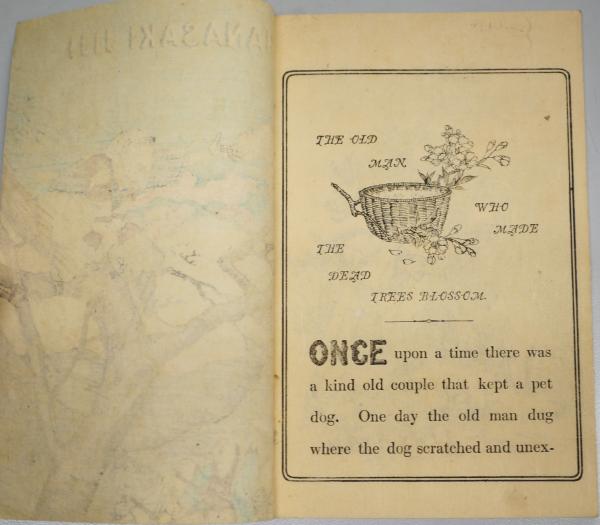 THE OLD
MAN
WHO
MADE
THE
DEAD
TREES BLOSSOM.
ONCE upon a time there was
a kind old couple that kept a pet
dog. One day the old man dug
where the dog scratched and unex-